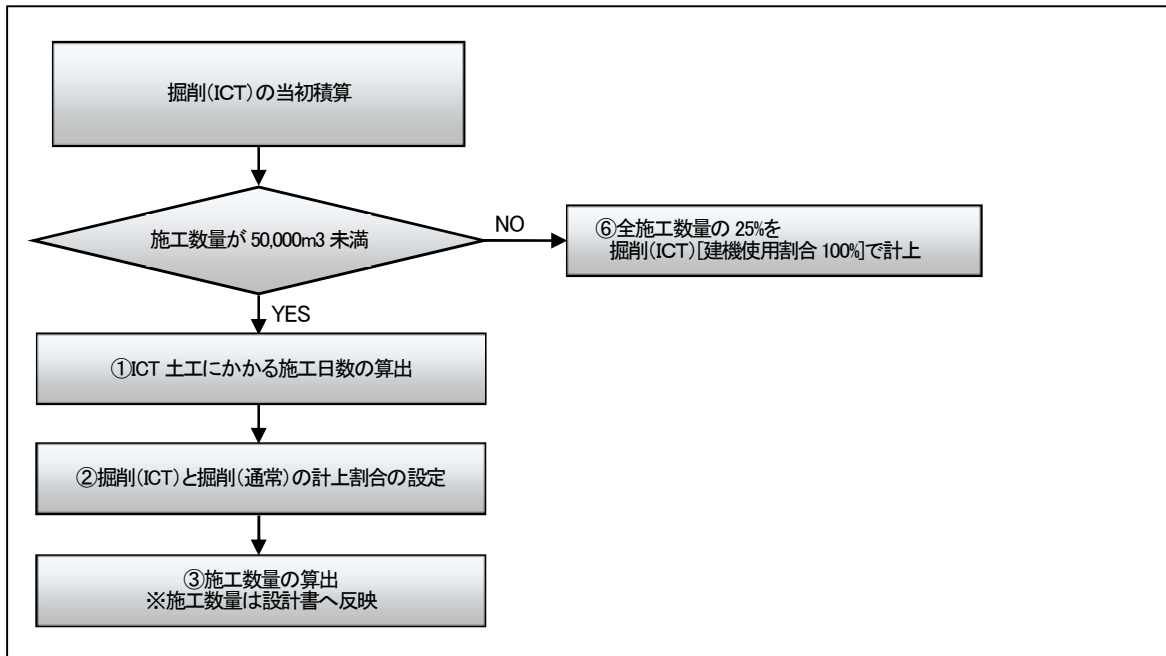 掘削(ICT)の当初積算
施工数量が 50,000m3 未満
NO
⑥全施工数量の 25%を
掘削(ICT)[建機使用割合 100%]で計上
YES
①ICT 土工にかかる施工日数の算出
②掘削(ICT)と掘削(通常)の計上割合の設定
③施工数量の算出
※施工数量は設計書へ反映